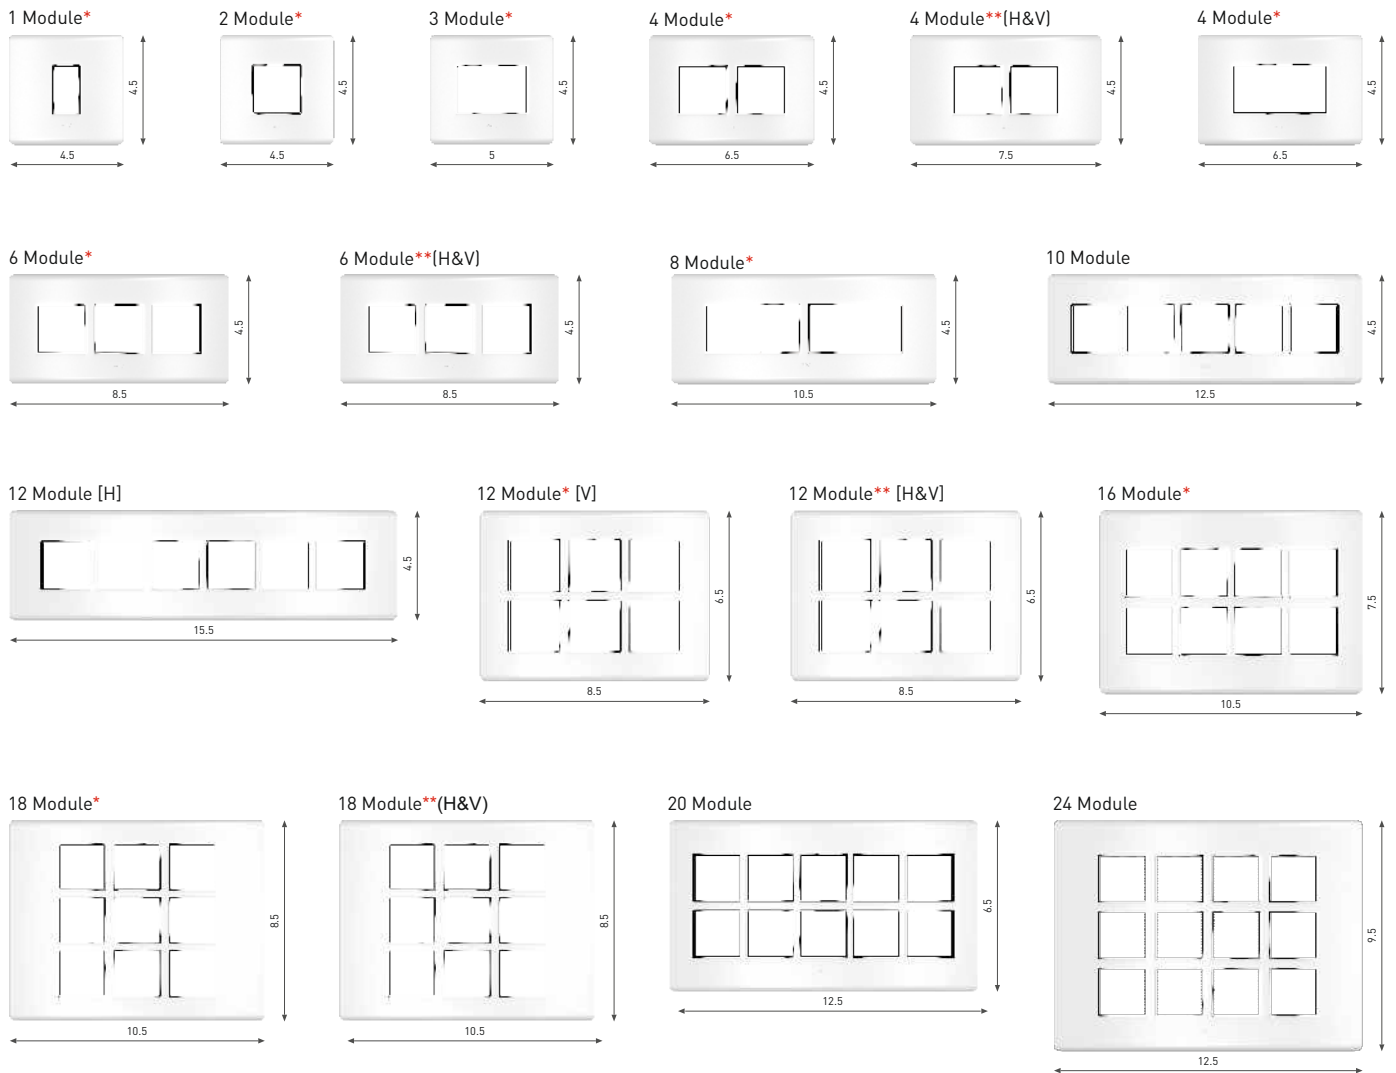 1 Module*
2 Module*
3 Module*
4 Module*
4 Module**(H&V)
4 Module*
4.5
4.5
4.5
4.5
4.5
4.5
4.5
4.5
5
6.5
7.5
6.5
6 Module*
6 Module**(H&V)
8 Module*
10 Module
4.5
4.5
4.5
4.5
8.5
8.5
10.5
12.5
12 Module [H]
12 Module* [V]
12 Module** [H&V]
16 Module*
4.5
6.5
6.5
7.5
15.5
8.5
8.5
10.5
18 Module*
18 Module**(H&V)
20 Module
24 Module
8.5
8.5
6.5
9.5
10.5
10.5
12.5
12.5